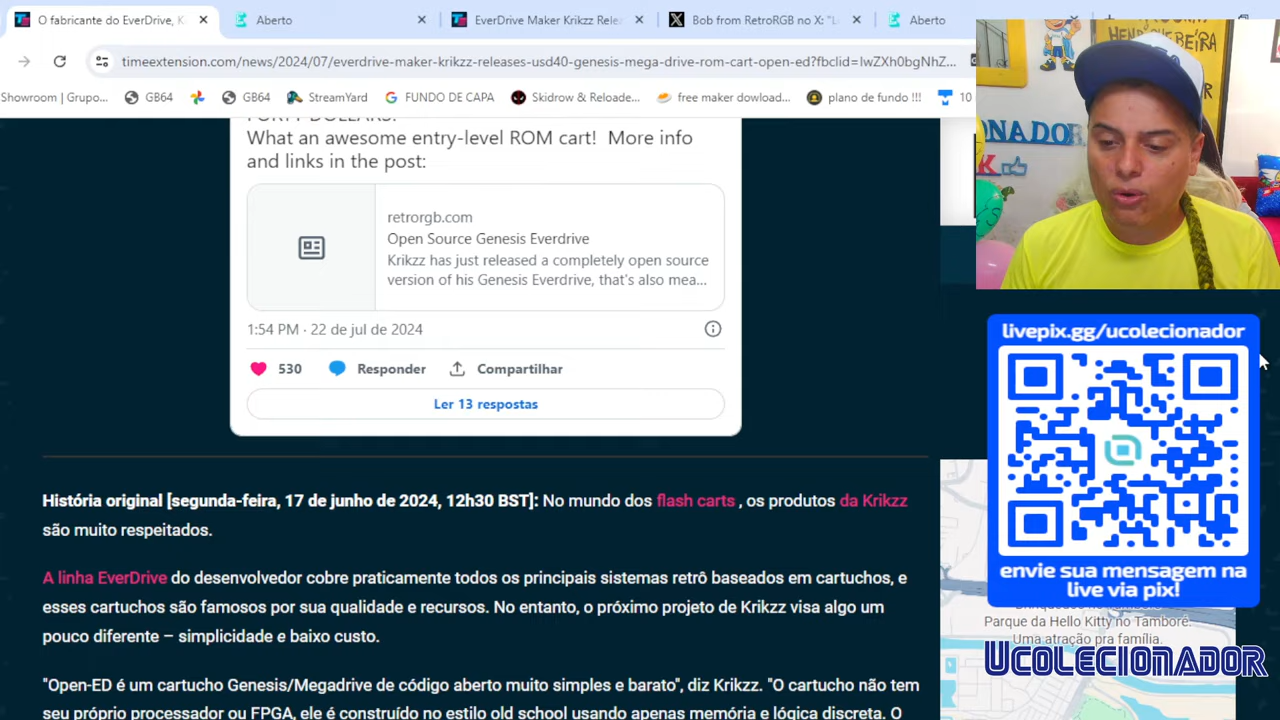 O fabricante do EverDrive, K
Aberto
EverDrive Maker Krikzz Rele
Bob from RetroRGB no X: "L
Aberto
timeextension.com/news/2024/07/everdrive-maker-krikzz-releases-usd40-genesis-mega-drive-rom-cart-open-ed?fbclid=IwZXh0bgNhZ...
Showroom | Grupo...
GB64
GB64
StreamYard
FUNDO DE CAPA
Skidrow & Reloade...
free maker dowload...
plano de fundo !!!
10
FORTY DOLLARS!
What an awesome entry-level ROM cart! More info
and links in the post:
retrorgb.com
Open Source Genesis Everdrive
Krikzz has just released a completely open source
version of his Genesis Everdrive, that's also mea...
1:54 PM · 22 de jul de 2024
530
Responder
Compartilhar
Ler 13 respostas
História original [segunda-feira, 17 de junho de 2024, 12h30 BST]: No mundo dos flash carts , os produtos da Krikzz
são muito respeitados.
A linha EverDrive do desenvolvedor cobre praticamente todos os principais sistemas retrô baseados em cartuchos, e
esses cartuchos são famosos por sua qualidade e recursos. No entanto, o próximo projeto de Krikzz visa algo um
pouco diferente – simplicidade e baixo custo.
"Open-ED é um cartucho Genesis/Megadrive de código aberto muito simples e barato", diz Krikzz. "O cartucho não tem
seu próprio processador ou FPGA, ele é construído no estilo old school usando apenas memória e lógica discreta. O
ONADOR
K
livepix.gg/ucolecionador
envie sua mensagem na
live via pix!
Parque da Hello Kitty no Tamboré.
Uma atração pra família.
UCOLECIONADOR